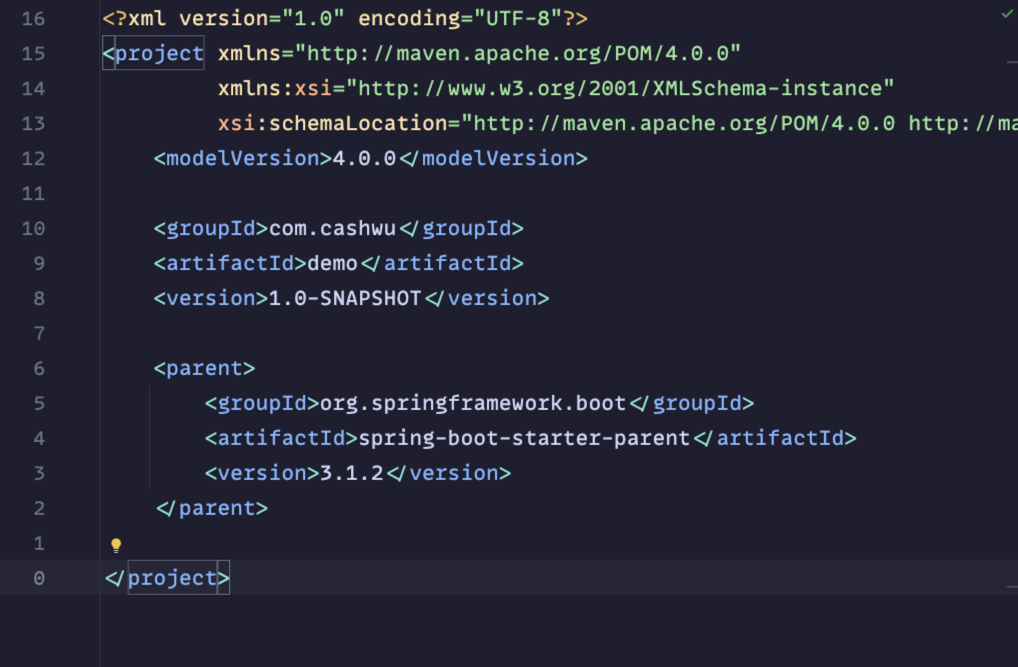 16 <?xml version="1.0" encoding="UTF-8"?>
15 <project xmlns="http://maven.apache.org/POM/4.0.0"
14 xmlns:xsi="http://www.w3.org/2001/XMLSchema-instance"
13 xsi:schemaLocation="http://maven.apache.org/POM/4.0.0 http://ma
12 <modelVersion>4.0.0</modelVersion>
11
10 <groupId>com.cashwu</groupId>
9 <artifactId>demo</artifactId>
8 <version>1.0-SNAPSHOT</version>
7
6 <parent>
5 <groupId>org.springframework.boot</groupId>
4 <artifactId>spring-boot-starter-parent</artifactId>
3 <version>3.1.2</version>
2 </parent>
1
0 </project>